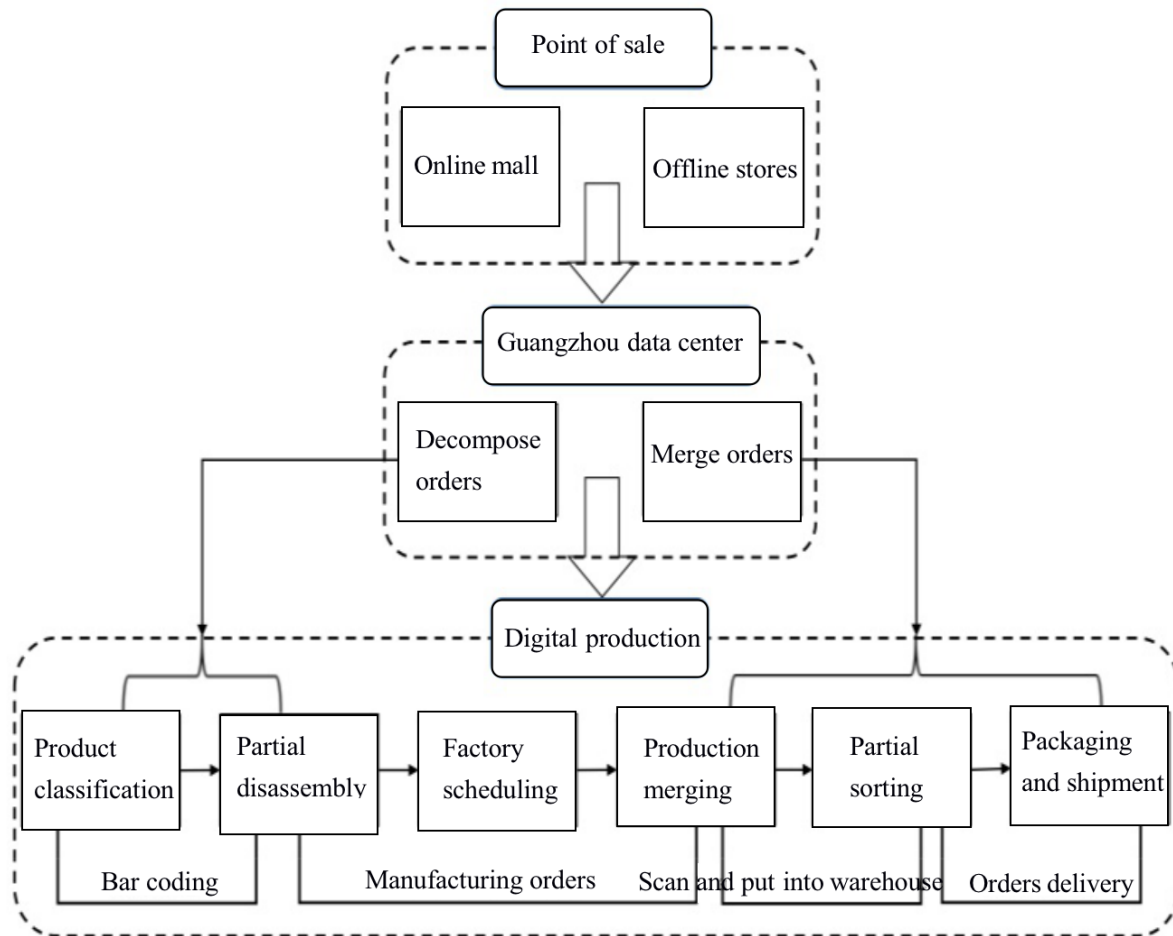 Point of sale
Online mall
Offline stores
Guangzhou data center
Decompose
orders
Merge orders
Digital production
Product
classification
Partial
disassembly
Factory
scheduling
Production
merging
Partial
sorting
Packaging
and shipment
Bar coding
Manufacturing orders
Scan and put into warehouse
Orders delivery